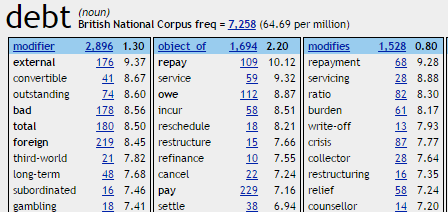 debt (noun)
British National Corpus freq = 7,258 (64.69 per million)
modifier 2,896 1.30 object_of 1,694 2.20 modifies 1,528 0.80
external 176 9.37 repay 109 10.12 repayment 68 9.28
convertible 41 8.67 service 59 9.32 servicing 28 8.88
outstanding 74 8.60 owe 112 8.87 ratio 82 8.30
bad 178 8.56 incur 58 8.51 burden 61 8.17
total 180 8.50 reschedule 18 8.21 write-off 13 7.93
foreign 219 8.45 restructure 15 7.66 crisis 87 7.77
third-world 21 7.82 refinance 10 7.55 collector 28 7.64
long-term 48 7.68 cancel 22 7.24 restructuring 16 7.35
subordinated 16 7.46 pay 229 7.16 relief 58 7.24
gambling 18 7.41 settle 38 6.94 counsellor 14 7.20